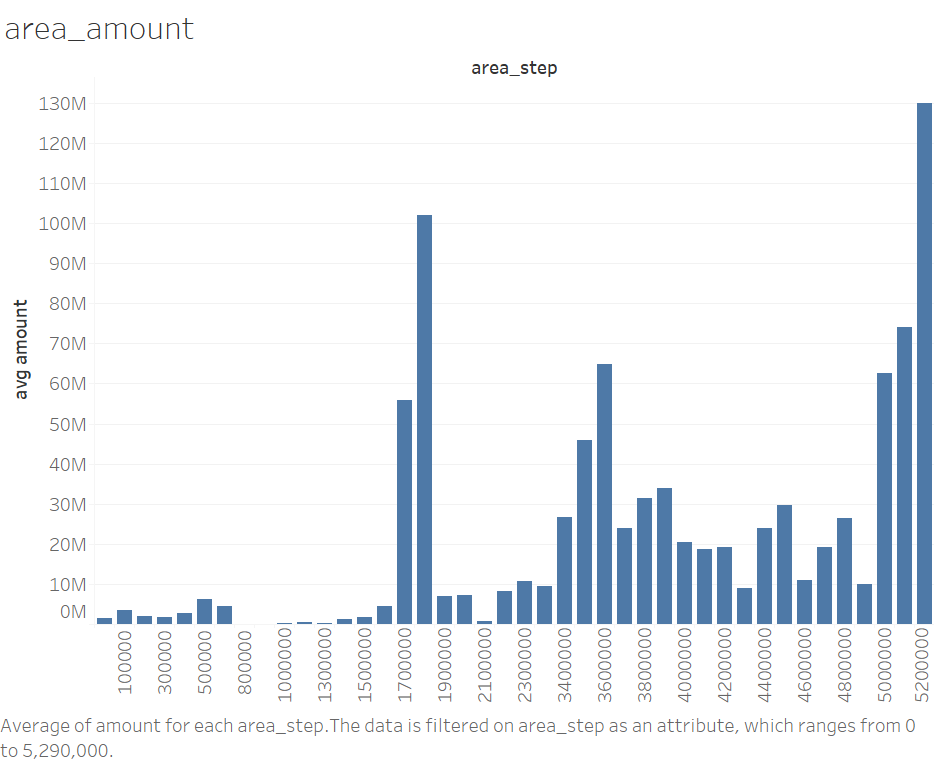 area_amount
area_step
130M
120M
110M
100M
90M
80M
70M
60M
50M
40M
30M
20M
10M
0M
avg amount
100000
300000
500000
800000
1000000
1300000
1500000
1700000
1900000
2100000
2300000
3400000
3600000
3800000
4000000
4200000
4400000
4600000
4800000
5000000
5200000
Average of amount for each area_step.The data is filtered on area_step as an attribute, which ranges from 0
to 5,290,000.